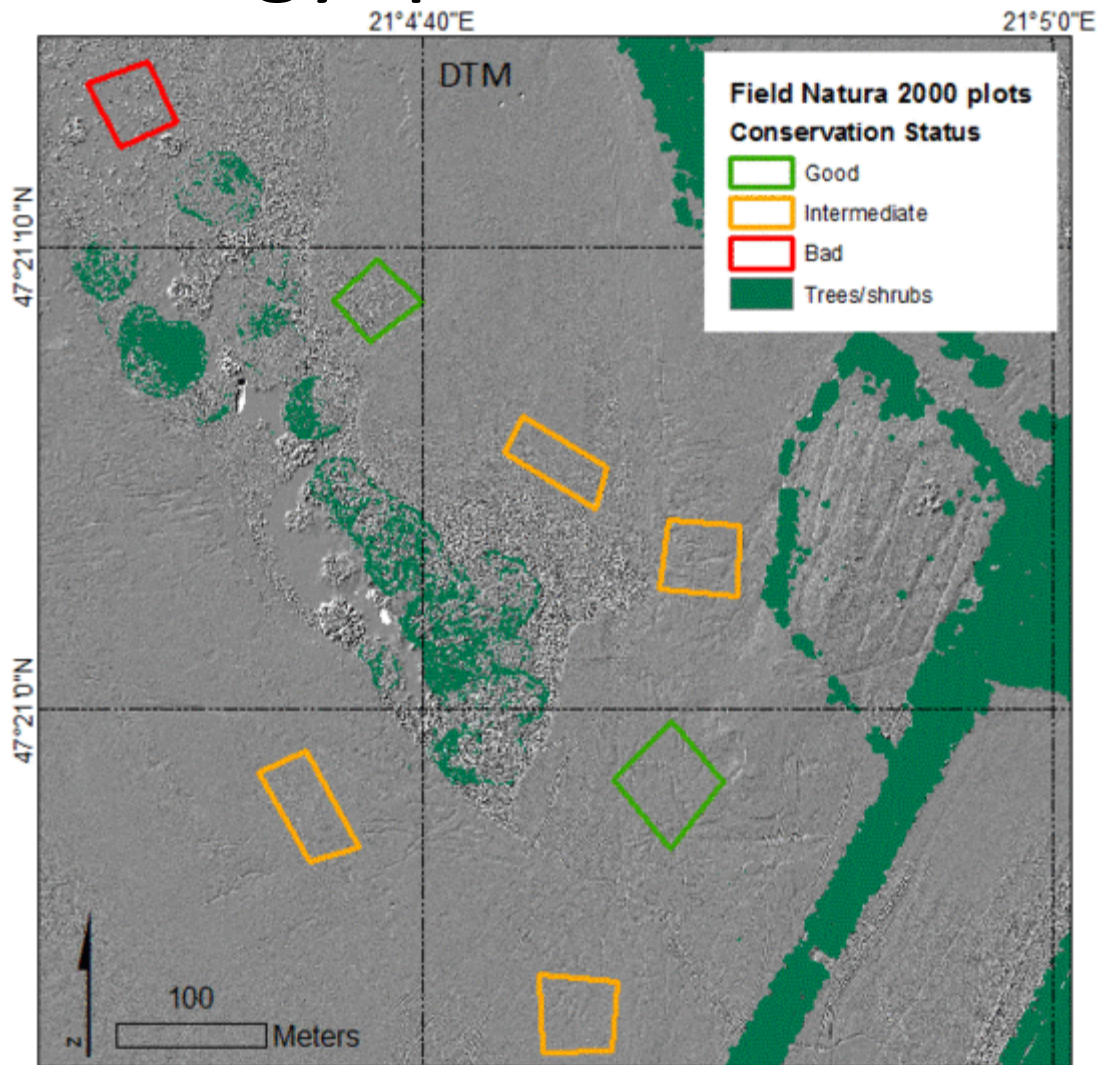 21°4'40"E
21°5'0"E
DTM
Field Natura 2000 plots
Conservation Status
Good
Intermediate
Bad
Trees/shrubs
47°21'10"N
47°21'0"N
100
Meters
z